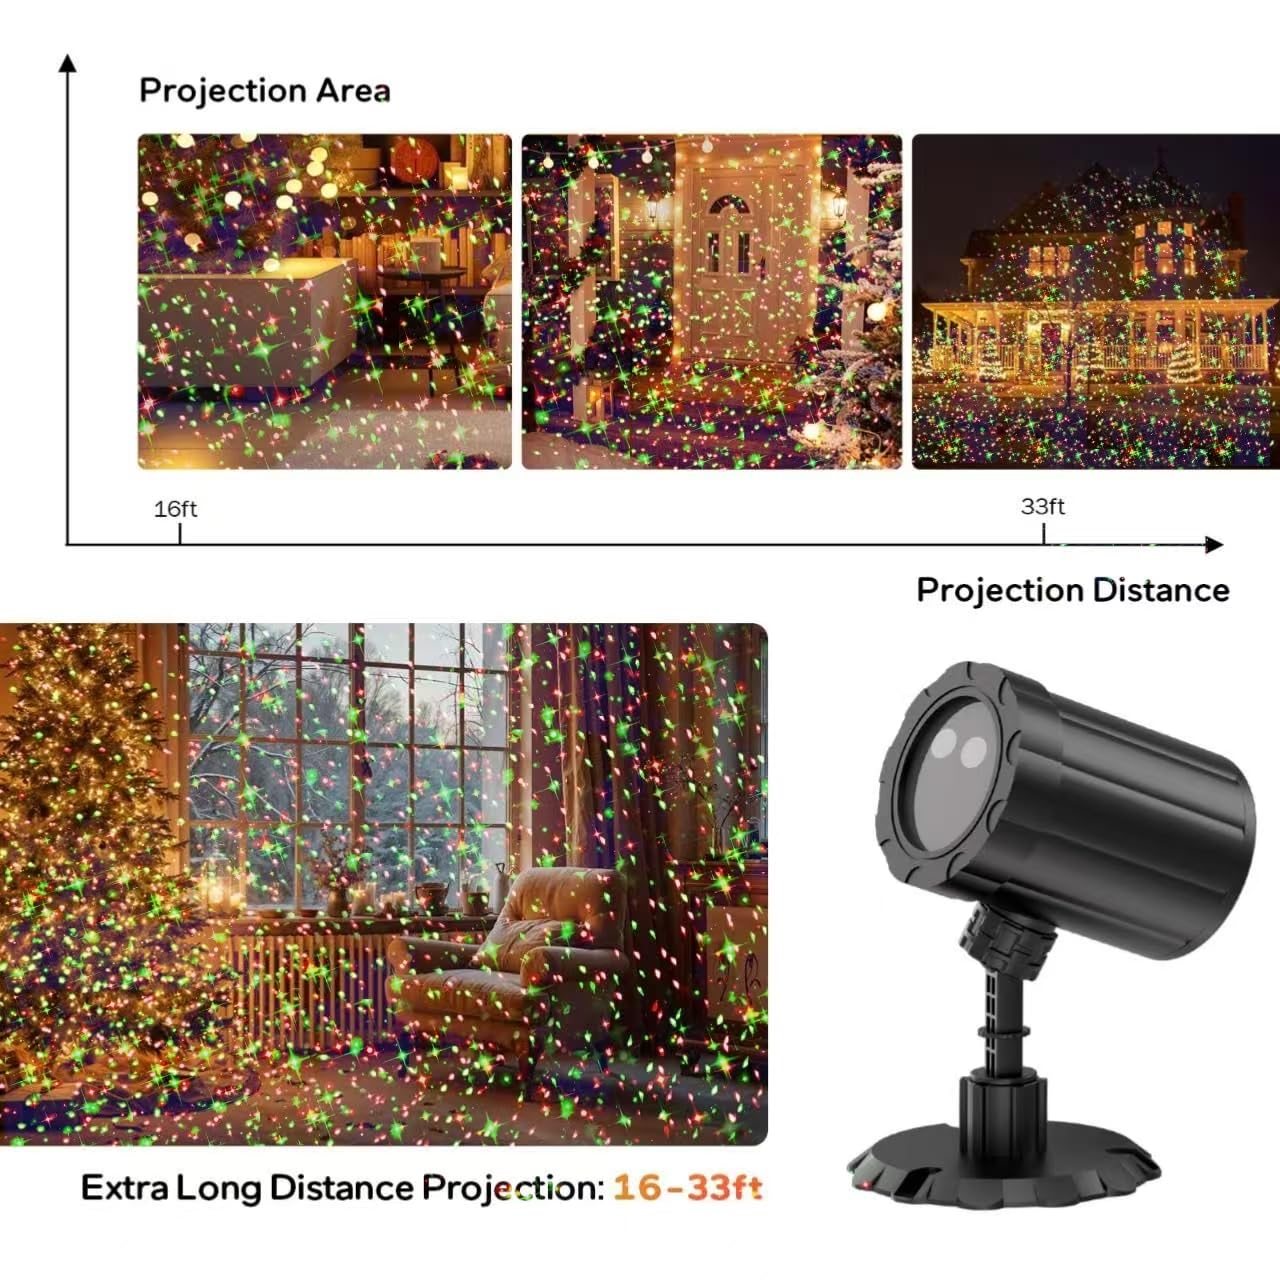 Projection Area
16ft
33ft
Projection Distance
Extra Long Distance Projection: 16-33ft